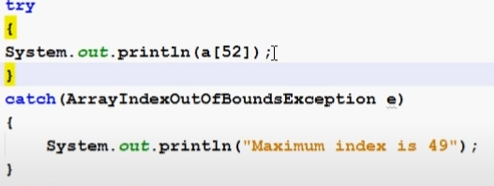 try
{
System.out.println(a[52]);
}
catch(ArrayIndexOutOfBoundsException e)
{
System.out.println("Maximum index is 49");
}